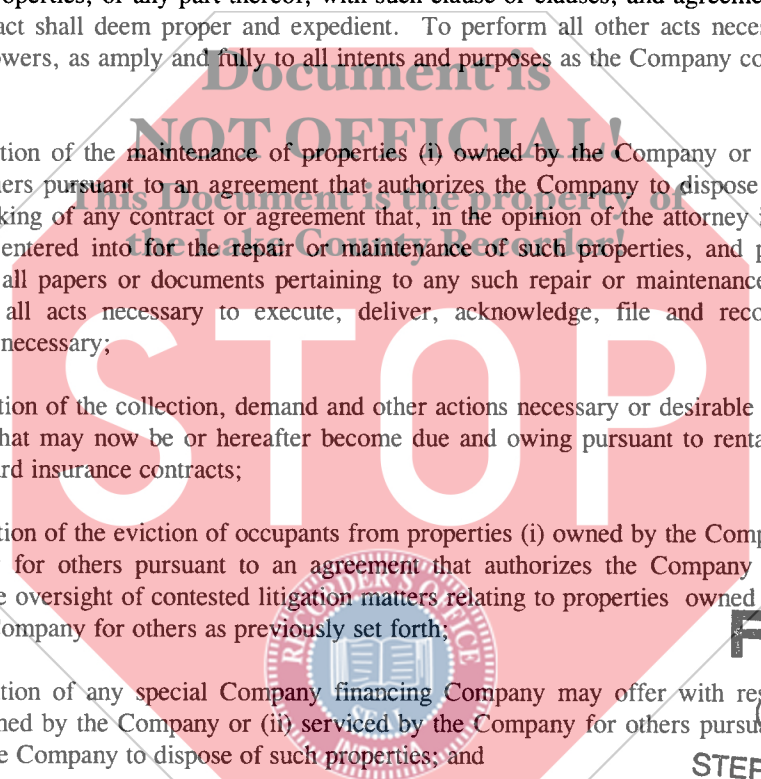 roperties, or any part thereof, with such clause or clauses, and agreeme
act shall deem proper and expedient. To perform all other acts neces
owers, as amply and fully to all intents and purposes as the Company co
Document is
NOT OFFICIAL!
tion of the maintenance of properties (i) owned by the Company or
ers pursuant to an agreement that authorizes the Company to dispose
This Document is the property of
king of any contract or agreement that, in the opinion of the attorney i
entered into for the repair or maintenance of such properties, and p
the Lake County Recorder!
all papers or documents pertaining to any such repair or maintenance
all acts necessary to execute, deliver, acknowledge, file and reco
necessary;
STOP
tion of the collection, demand and other actions necessary or desirable
hat may now be or hereafter become due and owing pursuant to renta
rd insurance contracts;
tion of the eviction of occupants from properties (i) owned by the Comp
for others pursuant to an agreement that authorizes the Company
e oversight of contested litigation matters relating to properties owned
Company for others as previously set forth;
RECORDER'S OFFICE
SEAL
INDIANA
tion of any special Company financing Company may offer with res
ned by the Company or (ii) serviced by the Company for others pursu
e Company to dispose of such properties; and
STEP